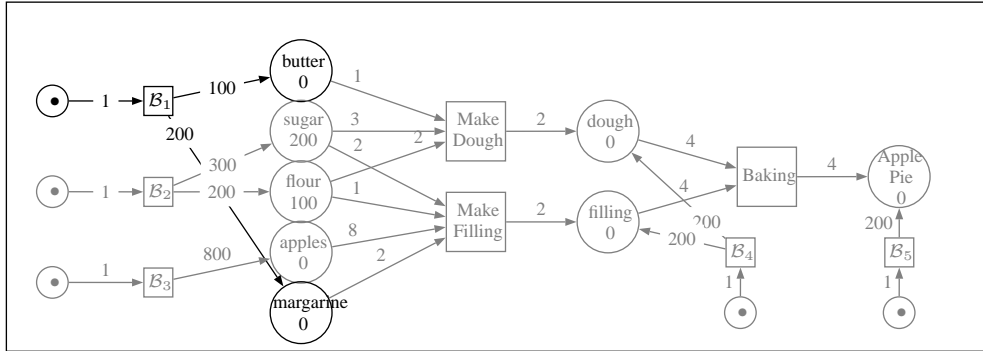 butter
0
1
B1
100
1
200
sugar
200
3
2
2
Make
Dough
2
dough
0
4
Baking
4
Apple
Pie
0
1
B2
300
200
flour
100
1
Make
Filling
2
filling
0
4
200
200
B4
1
200
B5
1
1
B3
800
apples
0
8
2
margarine
0